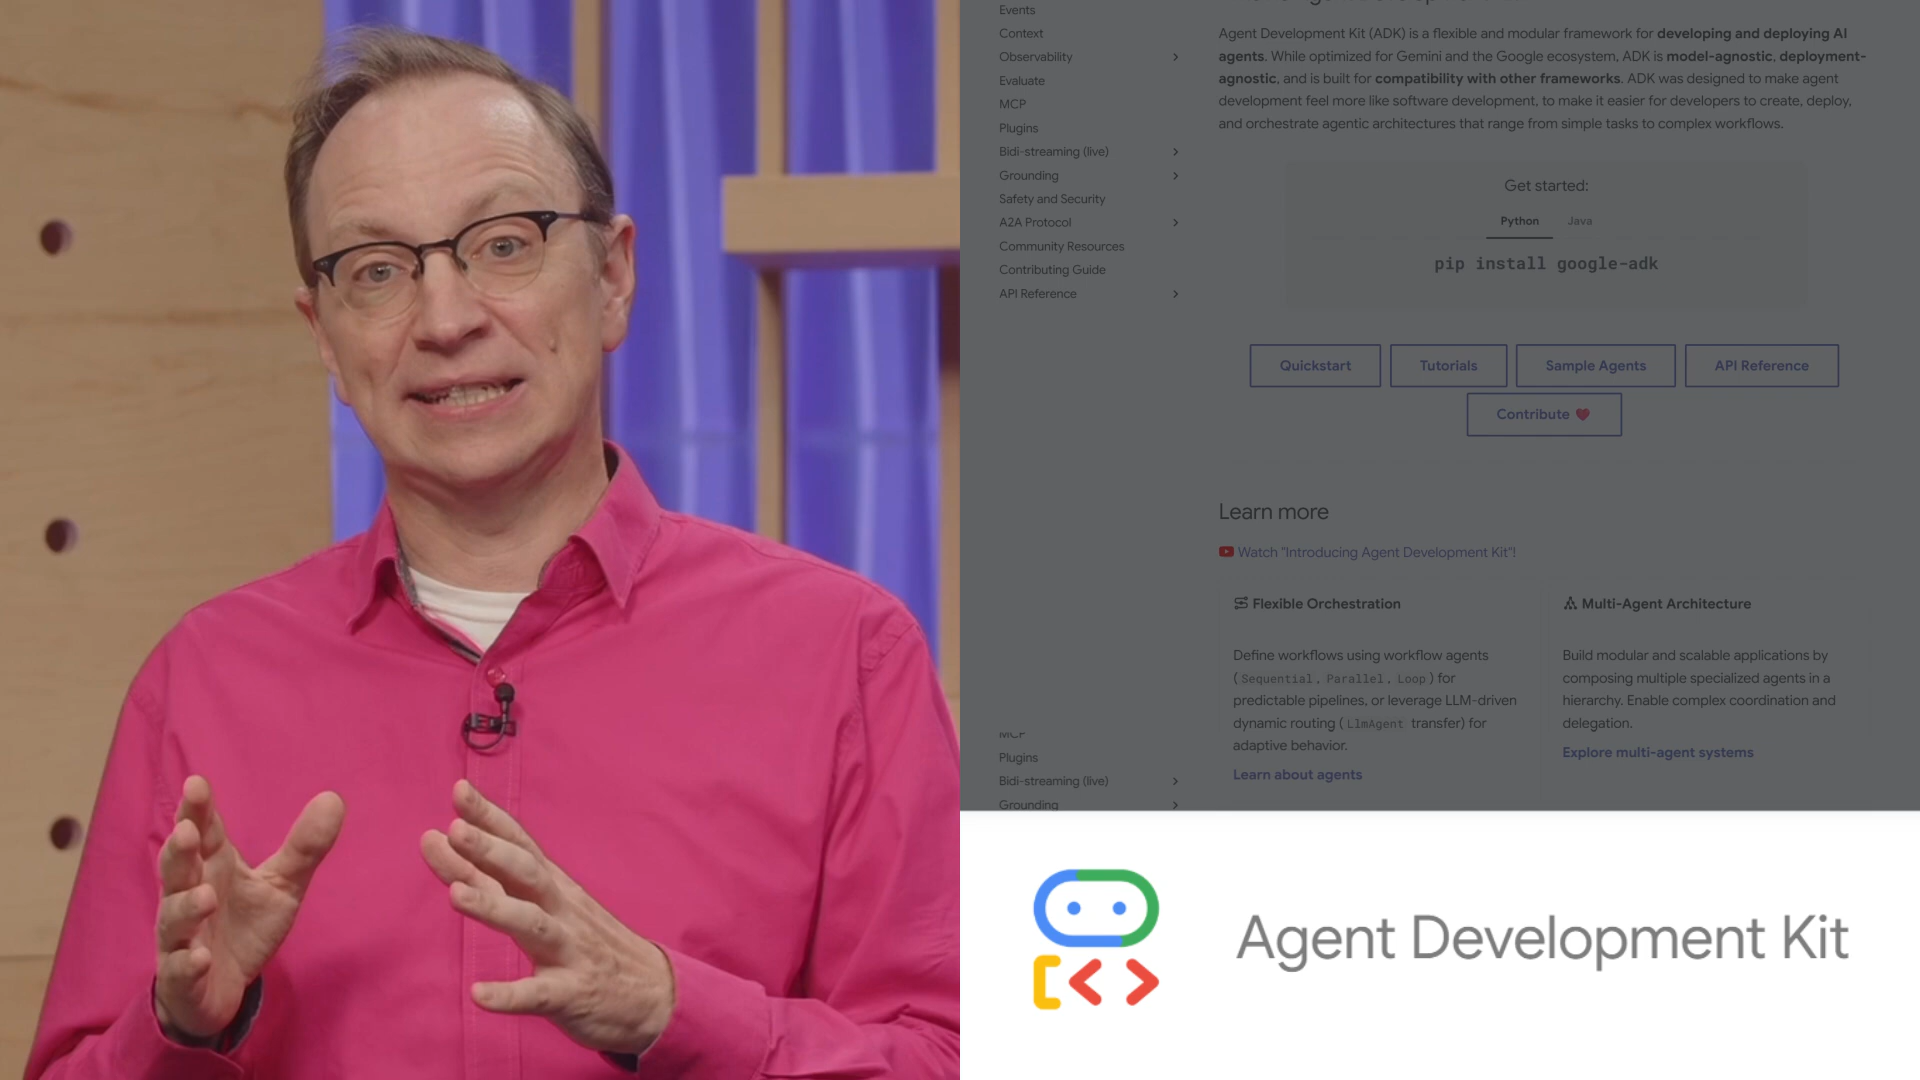 Events
Context
Observability
Evaluate
MCP
Plugins
Bidi-streaming (live)
Grounding
Safety and Security
A2A Protocol
Community Resources
Contributing Guide
API Reference
Agent Development Kit (ADK) is a flexible and modular framework for developing and deploying AI
agents. While optimized for Gemini and the Google ecosystem, ADK is model-agnostic, deployment-
agnostic, and is built for compatibility with other frameworks. ADK was designed to make agent
development feel more like software development, to make it easier for developers to create, deploy,
and orchestrate agentic architectures that range from simple tasks to complex workflows.
Get started:
Python Java
pip install google-adk
Quickstart Tutorials Sample Agents API Reference
Contribute ❤️
Learn more
Watch "Introducing Agent Development Kit"!
Flexible Orchestration
Define workflows using workflow agents
(Sequential, Parallel, Loop) for
predictable pipelines, or leverage LLM-driven
dynamic routing (LlmAgent transfer) for
adaptive behavior.
Learn about agents
Multi-Agent Architecture
Build modular and scalable applications by
composing multiple specialized agents in a
hierarchy. Enable complex coordination and
delegation.
Explore multi-agent systems
MCP
Plugins
Bidi-streaming (live)
Grounding
Agent Development Kit